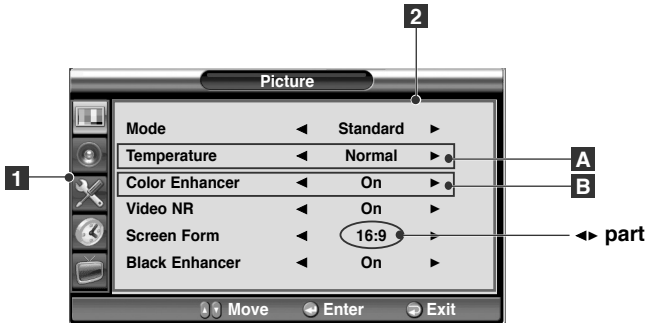 2
Picture
Mode ◄ Standard ►
Temperature ◄ Normal ► A
1
Color Enhancer ◄ On ► B
Video NR ◄ On ►
Screen Form ◄ 16:9 ► ◄► part
Black Enhancer ◄ On ►
Move Enter Exit